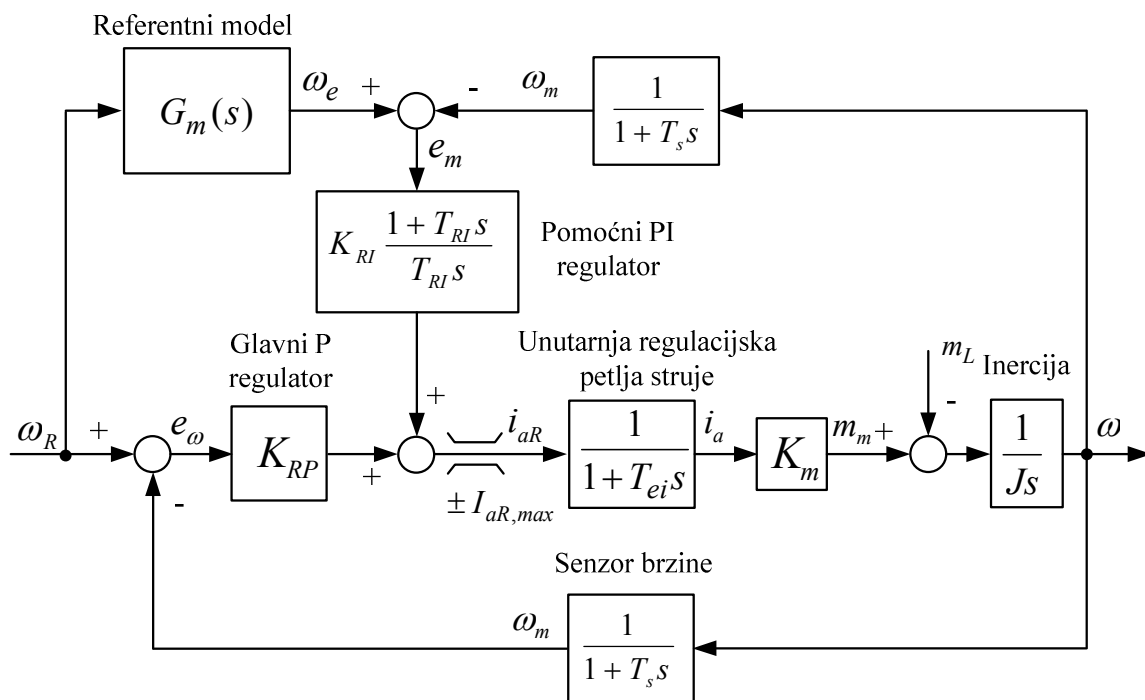 Referentni model
G_m(s)
ω_e
+
-
ω_m
1
1 + T_s s
e_m
K_RI
1 + T_RI s
T_RI s
Pomoćni PI
regulator
Glavni P
regulator
Unutarnja regulacijska
petlja struje
m_L
Inercija
ω_R
+
e_ω
K_RP
+
+
i_aR
1
1 + T_ei s
i_a
K_m
m_m
+
-
1
Js
ω
-
± I_aR,max
Senzor brzine
ω_m
1
1 + T_s s